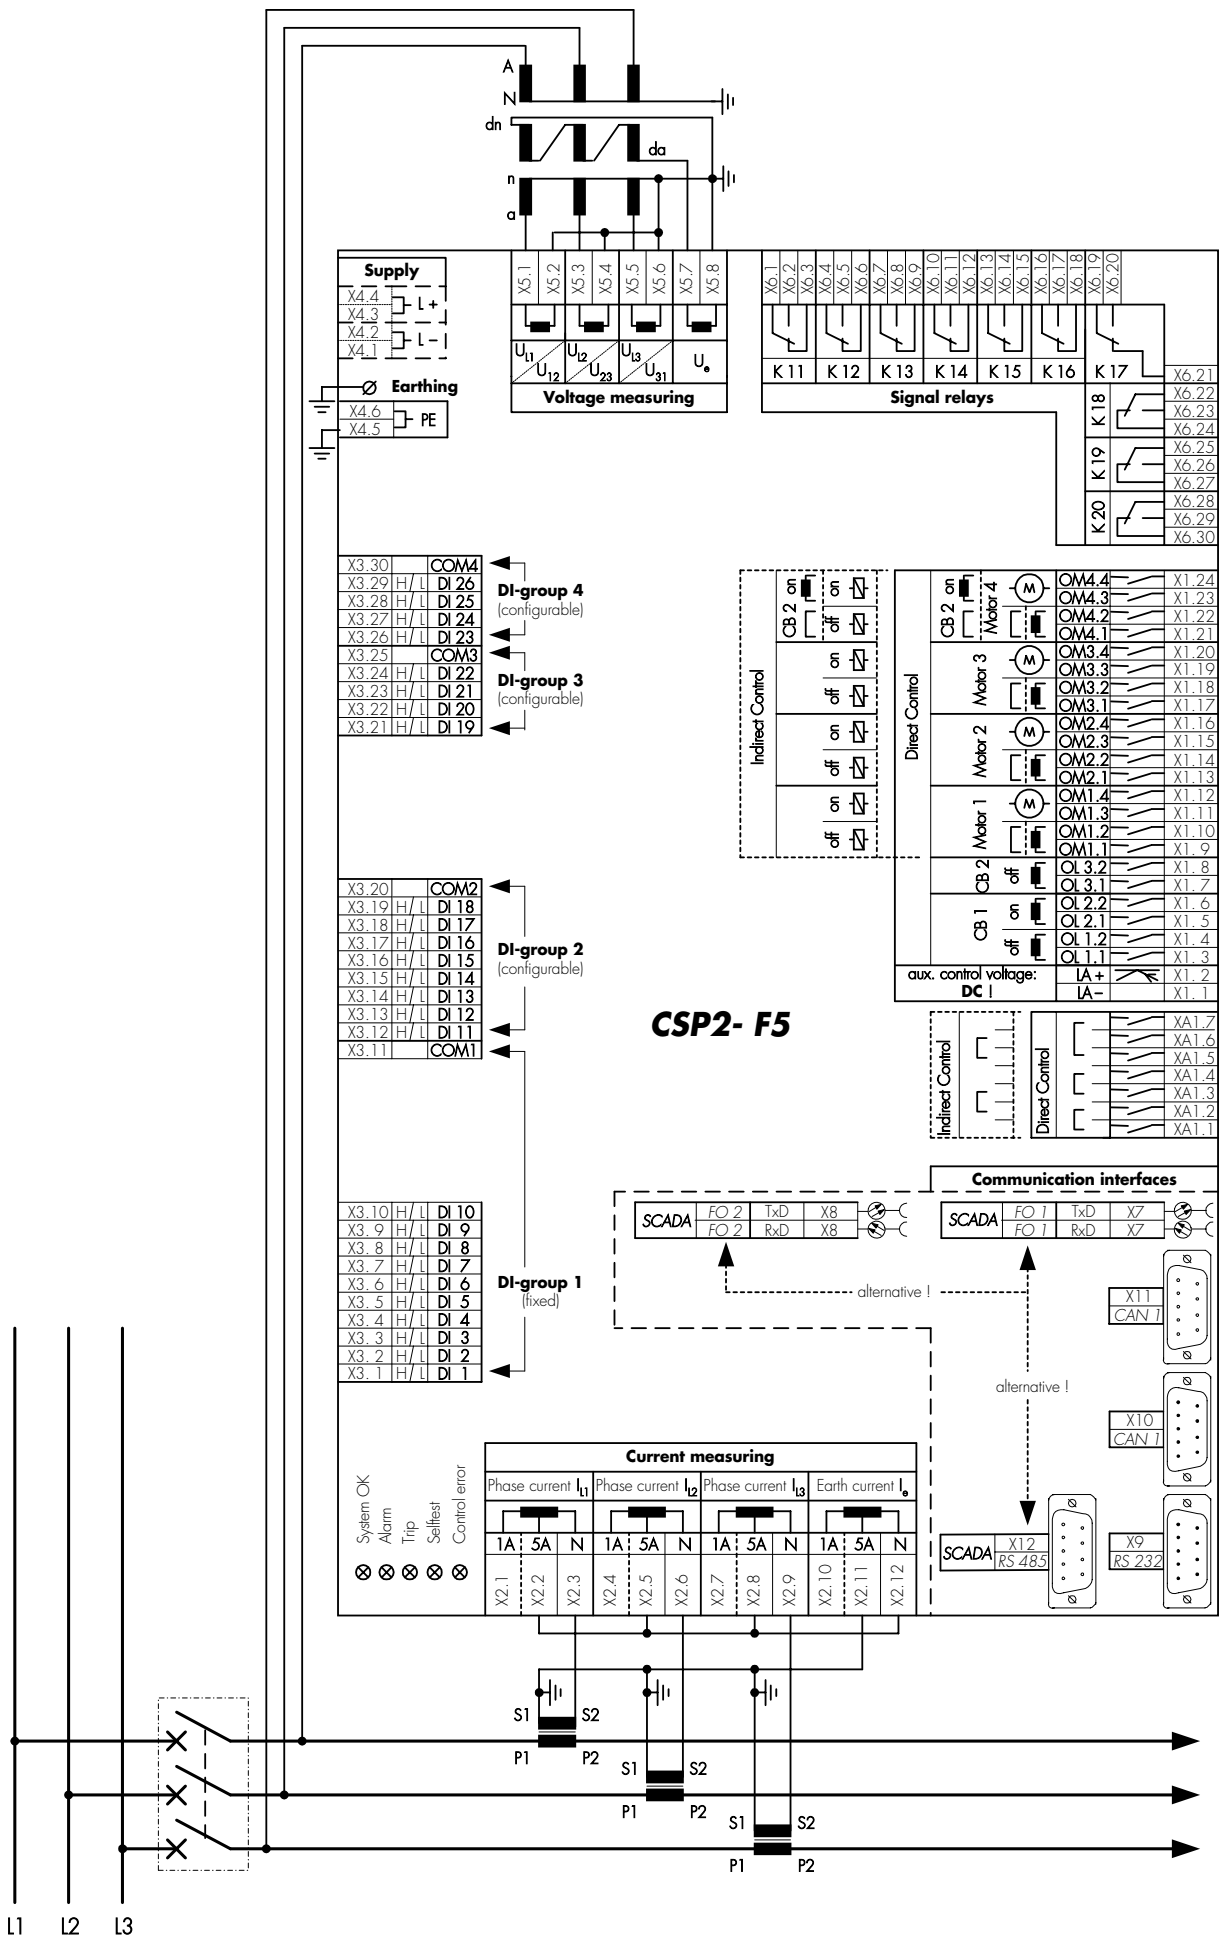 A
N
dn
da
n
a
Supply
X4.4
X4.3
L +
X4.2
X4.1
L −
Earthing
X4.6
X4.5
PE
X5.1 X5.2 X5.3 X5.4 X5.5 X5.6 X5.7 X5.8
UL1 U12 UL2 U23 UL3 U31 Ue
Voltage measuring
X6.1 X6.2 X6.3 X6.4 X6.5 X6.6 X6.7 X6.8 X6.9 X6.10 X6.11 X6.12 X6.13 X6.14 X6.15 X6.16 X6.17 X6.18 X6.19 X6.20
K 11 K 12 K 13 K 14 K 15 K 16 K 17
Signal relays
X6.21
K 18
X6.22
X6.23
X6.24
K 19
X6.25
X6.26
X6.27
K 20
X6.28
X6.29
X6.30
X3.30 COM4
X3.29 H/L DI 26
X3.28 H/L DI 25
X3.27 H/L DI 24
X3.26 H/L DI 23
DI-group 4
(configurable)
X3.25 COM3
X3.24 H/L DI 22
X3.23 H/L DI 21
X3.22 H/L DI 20
X3.21 H/L DI 19
DI-group 3
(configurable)
X3.20 COM2
X3.19 H/L DI 18
X3.18 H/L DI 17
X3.17 H/L DI 16
X3.16 H/L DI 15
X3.15 H/L DI 14
X3.14 H/L DI 13
X3.13 H/L DI 12
X3.12 H/L DI 11
DI-group 2
(configurable)
X3.11 COM1
X3.10 H/L DI 10
X3. 9 H/L DI 9
X3. 8 H/L DI 8
X3. 7 H/L DI 7
X3. 6 H/L DI 6
X3. 5 H/L DI 5
X3. 4 H/L DI 4
X3. 3 H/L DI 3
X3. 2 H/L DI 2
X3. 1 H/L DI 1
DI-group 1
(fixed)
Indirect Control
CB 2 on
on
off
on
off
on
off
on
off
Direct Control
CB 2 on
Motor 4
M
Motor 3
M
Motor 2
M
Motor 1
M
CB 2 off
CB 1 on
off
OM4.4 X1.24
OM4.3 X1.23
OM4.2 X1.22
OM4.1 X1.21
OM3.4 X1.20
OM3.3 X1.19
OM3.2 X1.18
OM3.1 X1.17
OM2.4 X1.16
OM2.3 X1.15
OM2.2 X1.14
OM2.1 X1.13
OM1.4 X1.12
OM1.3 X1.11
OM1.2 X1.10
OM1.1 X1. 9
OL 3.2 X1. 8
OL 3.1 X1. 7
OL 2.2 X1. 6
OL 2.1 X1. 5
OL 1.2 X1. 4
OL 1.1 X1. 3
aux. control voltage:
DC !
LA + X1. 2
LA − X1. 1
CSP2- F5
Indirect Control
Direct Control
XA1.7
XA1.6
XA1.5
XA1.4
XA1.3
XA1.2
XA1.1
Communication interfaces
SCADA
FO 2 TxD X8
FO 2 RxD X8
SCADA
FO 1 TxD X7
FO 1 RxD X7
alternative !
X11
CAN 1
alternative !
X10
CAN 1
SCADA
X12
RS 485
X9
RS 232
System OK
Alarm
Trip
Selftest
Control error
Current measuring
Phase current IL1 Phase current IL2 Phase current IL3 Earth current Ie
1A 5A N 1A 5A N 1A 5A N 1A 5A N
X2.1 X2.2 X2.3 X2.4 X2.5 X2.6 X2.7 X2.8 X2.9 X2.10 X2.11 X2.12
S1 S2
P1 P2
S1 S2
P1 P2
S1 S2
P1 P2
L1 L2 L3